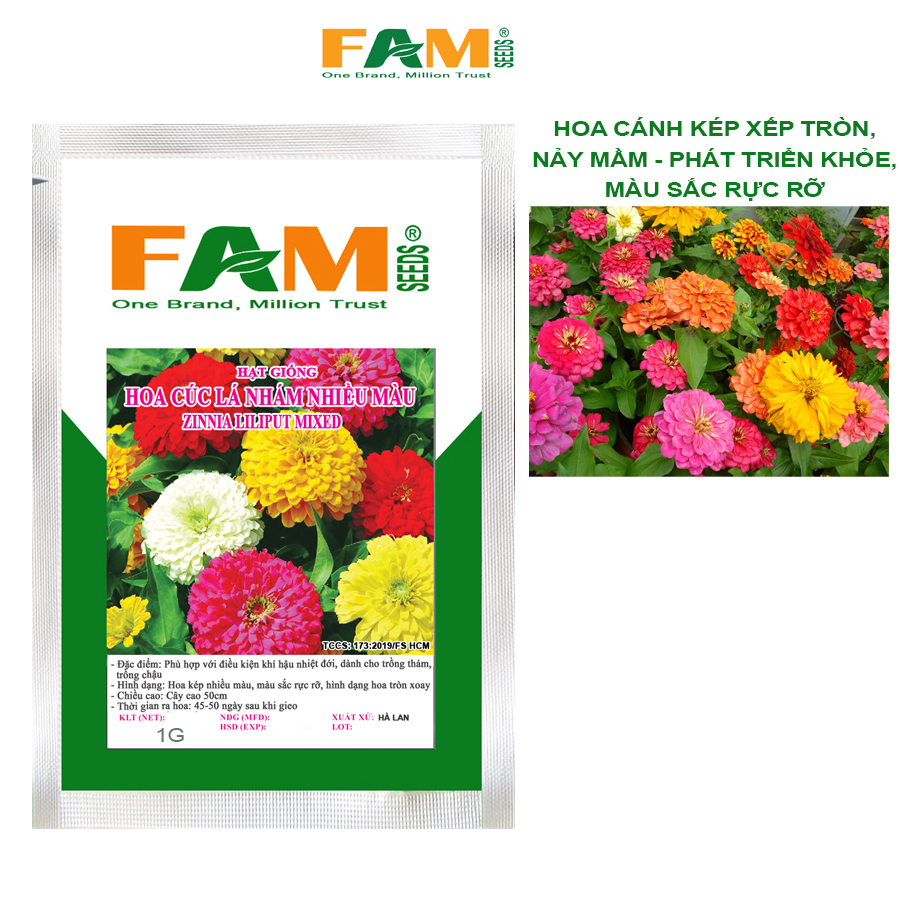 FAM SEEDS®
One Brand, Million Trust
HOA CÁNH KÉP XẾP TRÒN,
NẢY MẦM - PHÁT TRIỂN KHỎE,
MÀU SẮC RỰC RỠ
FAM SEEDS®
One Brand, Million Trust
HẠT GIỐNG
HOA CÚC LÁ NHÁM NHIỀU MÀU
ZINNIA LILIPUT MIXED
TCCS: 173:2019/FS HCM
- Đặc điểm: Phù hợp với điều kiện khí hậu nhiệt đới, dành cho trồng thảm,
trồng chậu
- Hình dạng: Hoa kép nhiều màu, màu sắc rực rỡ, hình dạng hoa tròn xoay
- Chiều cao: Cây cao 50cm
- Thời gian ra hoa: 45-50 ngày sau khi gieo
KLT (NET): NĐG (MFD): XUẤT XỨ: HÀ LAN
HSD (EXP): LOT:
1G